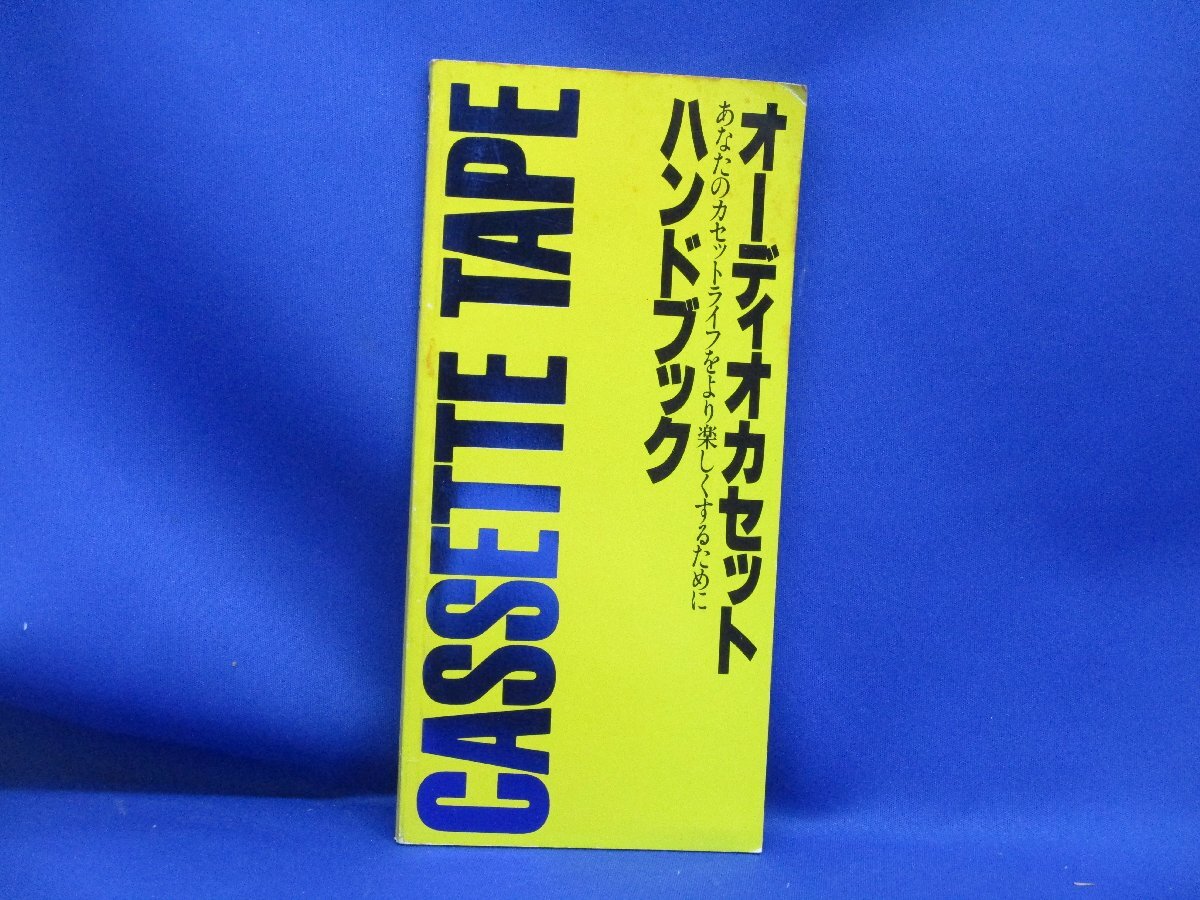 オーディオカセット
あなたのカセットライフをより楽しくするために
ハンドブック
CASSETTE TAPE